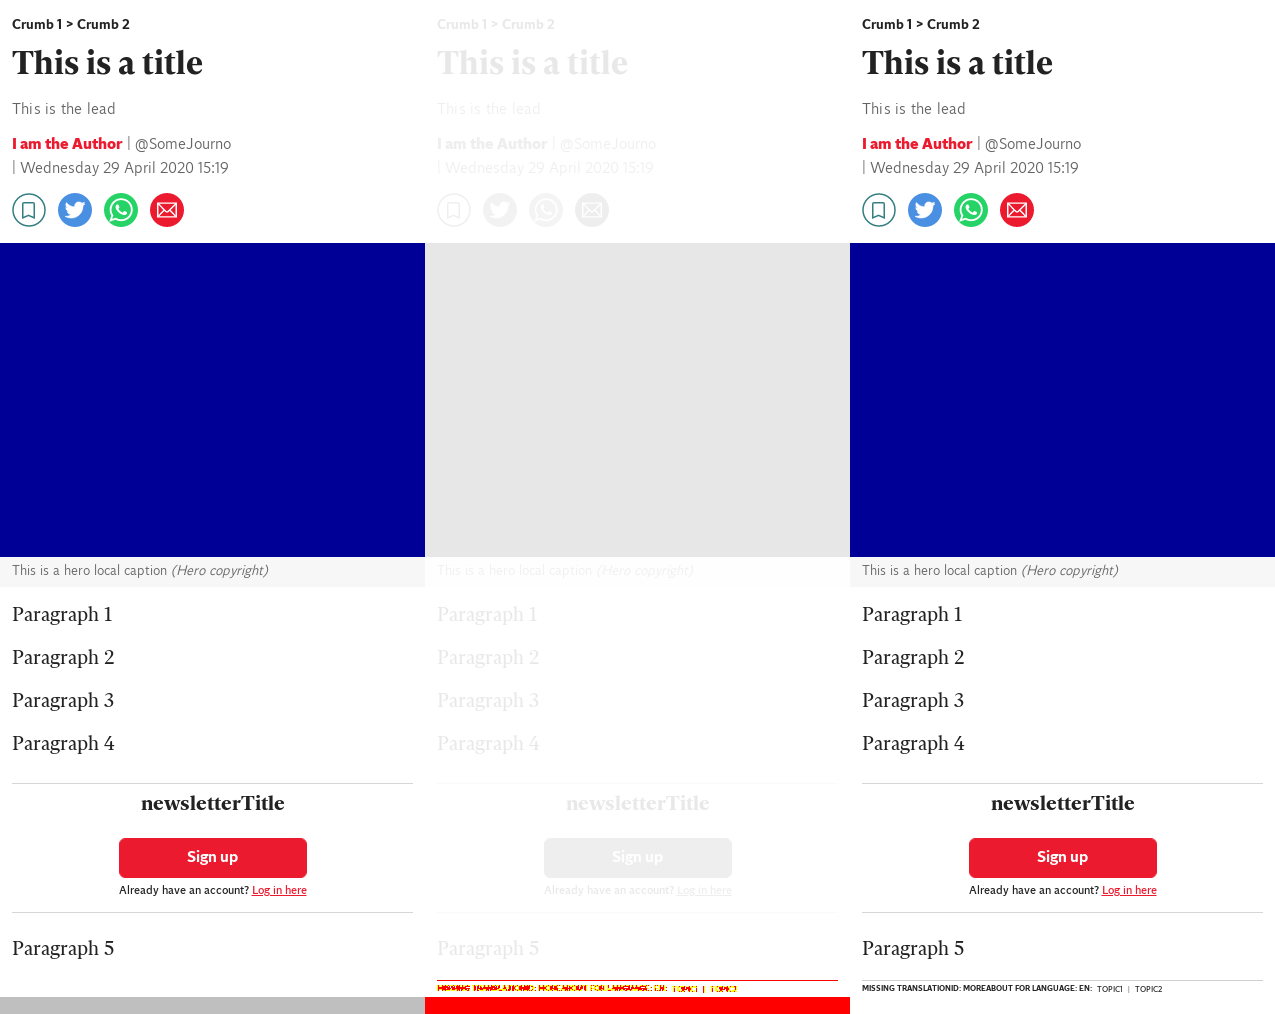 Crumb 1 > Crumb 2
This is a title
This is the lead
I am the Author | @SomeJourno
| Wednesday 29 April 2020 15:19
This is a hero local caption (Hero copyright)
Paragraph 1
Paragraph 2
Paragraph 3
Paragraph 4
newsletterTitle
Sign up
Already have an account? Log in here
Paragraph 5
Crumb 1 > Crumb 2
This is a title
This is the lead
I am the Author | @SomeJourno
| Wednesday 29 April 2020 15:19
This is a hero local caption (Hero copyright)
Paragraph 1
Paragraph 2
Paragraph 3
Paragraph 4
newsletterTitle
Sign up
Already have an account? Log in here
Paragraph 5
MISSING TRANSLATIONID: MOREABOUT FOR LANGUAGE: EN: TOPIC1 | TOPIC2
Crumb 1 > Crumb 2
This is a title
This is the lead
I am the Author | @SomeJourno
| Wednesday 29 April 2020 15:19
This is a hero local caption (Hero copyright)
Paragraph 1
Paragraph 2
Paragraph 3
Paragraph 4
newsletterTitle
Sign up
Already have an account? Log in here
Paragraph 5
MISSING TRANSLATIONID: MOREABOUT FOR LANGUAGE: EN: TOPIC1 | TOPIC2